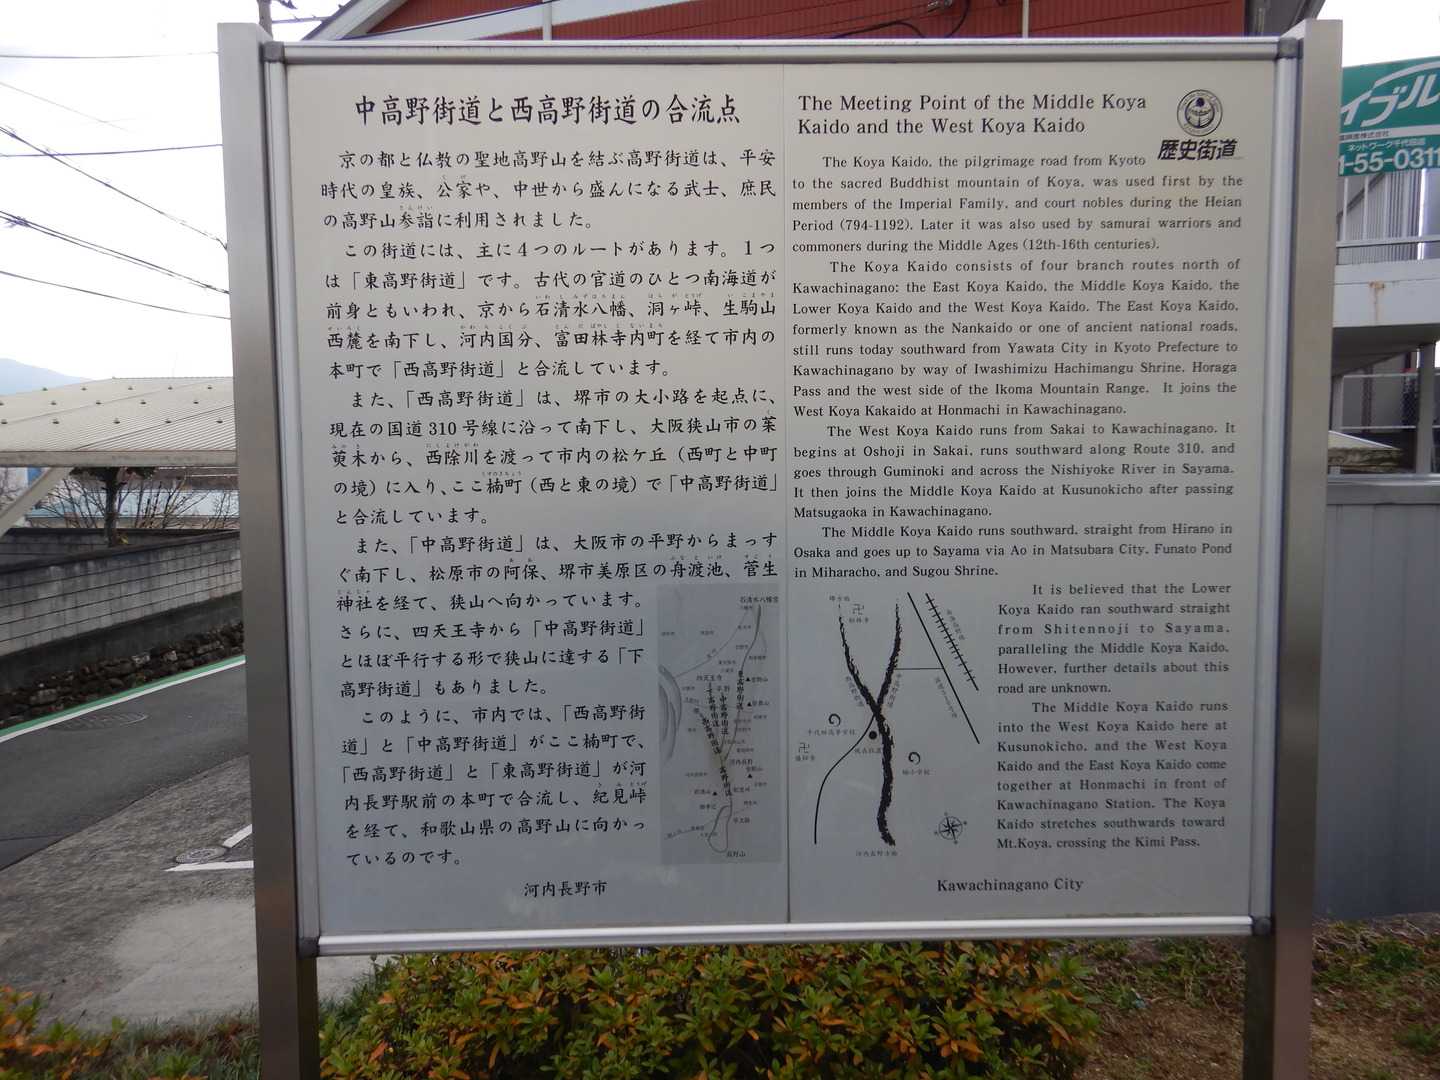 中高野街道と西高野街道の合流点
京の都と仏教の聖地高野山を結ぶ高野街道は、平安
時代の皇族、公家や、中世から盛んになる武士、庶民
の高野山参詣に利用されました。
この街道には、主に4つのルートがあります。1つ
は「東高野街道」です。古代の官道のひとつ南海道が
前身ともいわれ、京から石清水八幡、洞ヶ峠、生駒山
西麓を南下し、河内国分、富田林寺内町を経て市内の
本町で「西高野街道」と合流しています。
また、「西高野街道」は、堺市の大小路を起点に、
現在の国道310号線に沿って南下し、大阪狭山市の茱
萸木から、西除川を渡って市内の松ケ丘（西町と中町
の境）に入り、ここ楠町（西と東の境）で「中高野街道」
と合流しています。
また、「中高野街道」は、大阪市の平野からまっす
ぐ南下し、松原市の阿保、堺市美原区の舟渡池、菅生
神社を経て、狭山へ向かっています。
さらに、四天王寺から「中高野街道」
とほぼ平行する形で狭山に達する「下
高野街道」もありました。
このように、市内では、「西高野街
道」と「中高野街道」がここ楠町で、
「西高野街道」と「東高野街道」が河
内長野駅前の本町で合流し、紀見峠
を経て、和歌山県の高野山に向かっ
ているのです。
河内長野市
The Meeting Point of the Middle Koya
Kaido and the West Koya Kaido
歴史街道
The Koya Kaido, the pilgrimage road from Kyoto
to the sacred Buddhist mountain of Koya, was used first by the
members of the Imperial Family, and court nobles during the Heian
Period (794-1192). Later it was also used by samurai warriors and
commoners during the Middle Ages (12th-16th centuries).
The Koya Kaido consists of four branch routes north of
Kawachinagano: the East Koya Kaido, the Middle Koya Kaido, the
Lower Koya Kaido and the West Koya Kaido. The East Koya Kaido,
formerly known as the Nankaido or one of ancient national roads,
still runs today southward from Yawata City in Kyoto Prefecture to
Kawachinagano by way of Iwashimizu Hachimangu Shrine, Horaga
Pass and the west side of the Ikoma Mountain Range. It joins the
West Koya Kakaido at Honmachi in Kawachinagano.
The West Koya Kaido runs from Sakai to Kawachinagano. It
begins at Oshoji in Sakai, runs southward along Route 310, and
goes through Guminoki and across the Nishiyoke River in Sayama.
It then joins the Middle Koya Kaido at Kusunokicho after passing
Matsugaoka in Kawachinagano.
The Middle Koya Kaido runs southward, straight from Hirano in
Osaka and goes up to Sayama via Ao in Matsubara City, Funato Pond
in Miharacho, and Sugou Shrine.
It is believed that the Lower
Koya Kaido ran southward straight
from Shitennoji to Sayama,
paralleling the Middle Koya Kaido.
However, further details about this
road are unknown.
The Middle Koya Kaido runs
into the West Koya Kaido here at
Kusunokicho, and the West Koya
Kaido and the East Koya Kaido come
together at Honmachi in front of
Kawachinagano Station. The Koya
Kaido stretches southwards toward
Mt.Koya, crossing the Kimi Pass.
Kawachinagano City
イブル
ネットワーク千代田店
1-55-0311